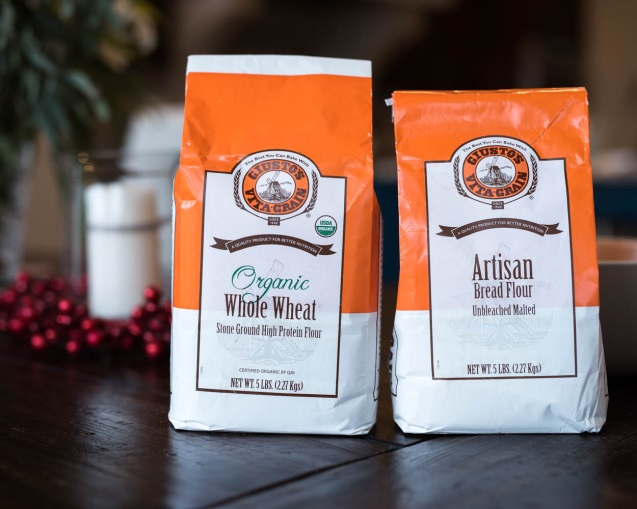 The Best You Can Bake With
GIUSTO'S
VITA-GRAIN
SINCE
USDA
ORGANIC
A QUALITY PRODUCT FOR BETTER NUTRITION
Organic
Whole Wheat
Stone Ground High Protein Flour
CERTIFIED ORGANIC BY QAI
NET WT. 5 LBS. (2.27 Kgs)
The Best You Can Bake With
GIUSTO'S
VITA-GRAIN
SINCE
A QUALITY PRODUCT FOR BETTER NUTRITION
Artisan
Bread Flour
Unbleached Malted
NET WT. 5 LBS. (2.27 Kgs)